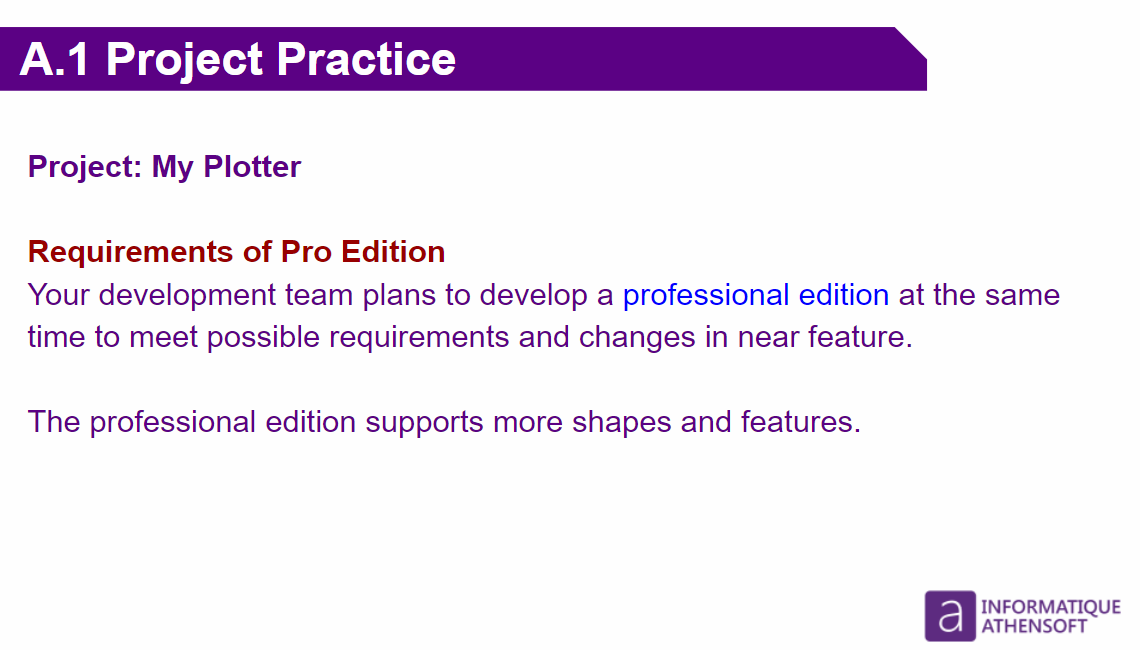 A.1 Project Practice
Project: My Plotter
Requirements of Pro Edition
Your development team plans to develop a professional edition at the same
time to meet possible requirements and changes in near feature.
The professional edition supports more shapes and features.
a
INFORMATIQUE
ATHENSOFT